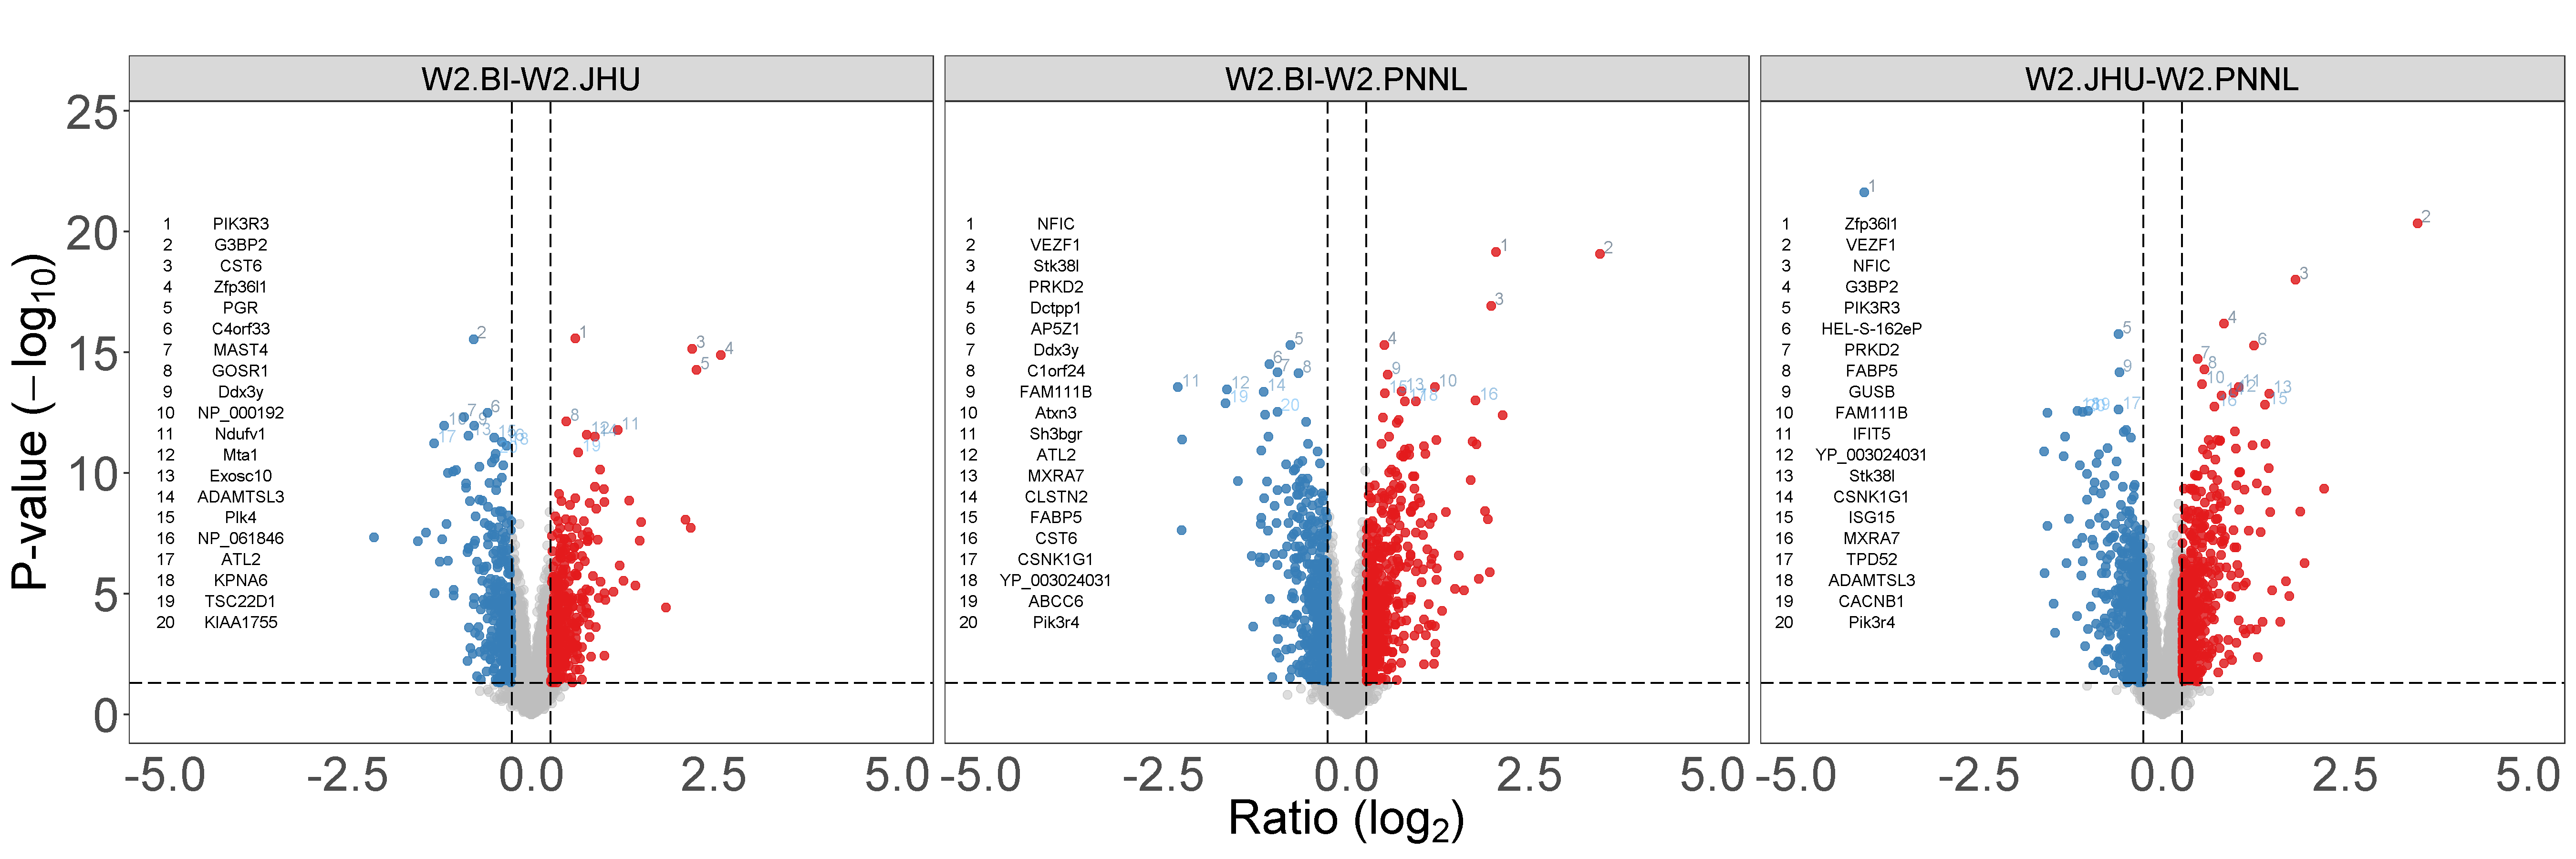 W2.BI-W2.JHU
W2.BI-W2.PNNL
W2.JHU-W2.PNNL
P-value (−log10)
25
20
15
10
5
0
1 PIK3R3
2 G3BP2
3 CST6
4 Zfp36l1
5 PGR
6 C4orf33
7 MAST4
8 GOSR1
9 Ddx3y
10 NP_000192
11 Ndufv1
12 Mta1
13 Exosc10
14 ADAMTSL3
15 Plk4
16 NP_061846
17 ATL2
18 KPNA6
19 TSC22D1
20 KIAA1755
1 NFIC
2 VEZF1
3 Stk38l
4 PRKD2
5 Dctpp1
6 AP5Z1
7 Ddx3y
8 C1orf24
9 FAM111B
10 Atxn3
11 Sh3bgr
12 ATL2
13 MXRA7
14 CLSTN2
15 FABP5
16 CST6
17 CSNK1G1
18 YP_003024031
19 ABCC6
20 Pik3r4
1 Zfp36l1
2 VEZF1
3 NFIC
4 G3BP2
5 PIK3R3
6 HEL-S-162eP
7 PRKD2
8 FABP5
9 GUSB
10 FAM111B
11 IFIT5
12 YP_003024031
13 Stk38l
14 CSNK1G1
15 ISG15
16 MXRA7
17 TPD52
18 ADAMTSL3
19 CACNB1
20 Pik3r4
-5.0 -2.5 0.0 2.5 5.0
-5.0 -2.5 0.0 2.5 5.0
-5.0 -2.5 0.0 2.5 5.0
Ratio (log2)